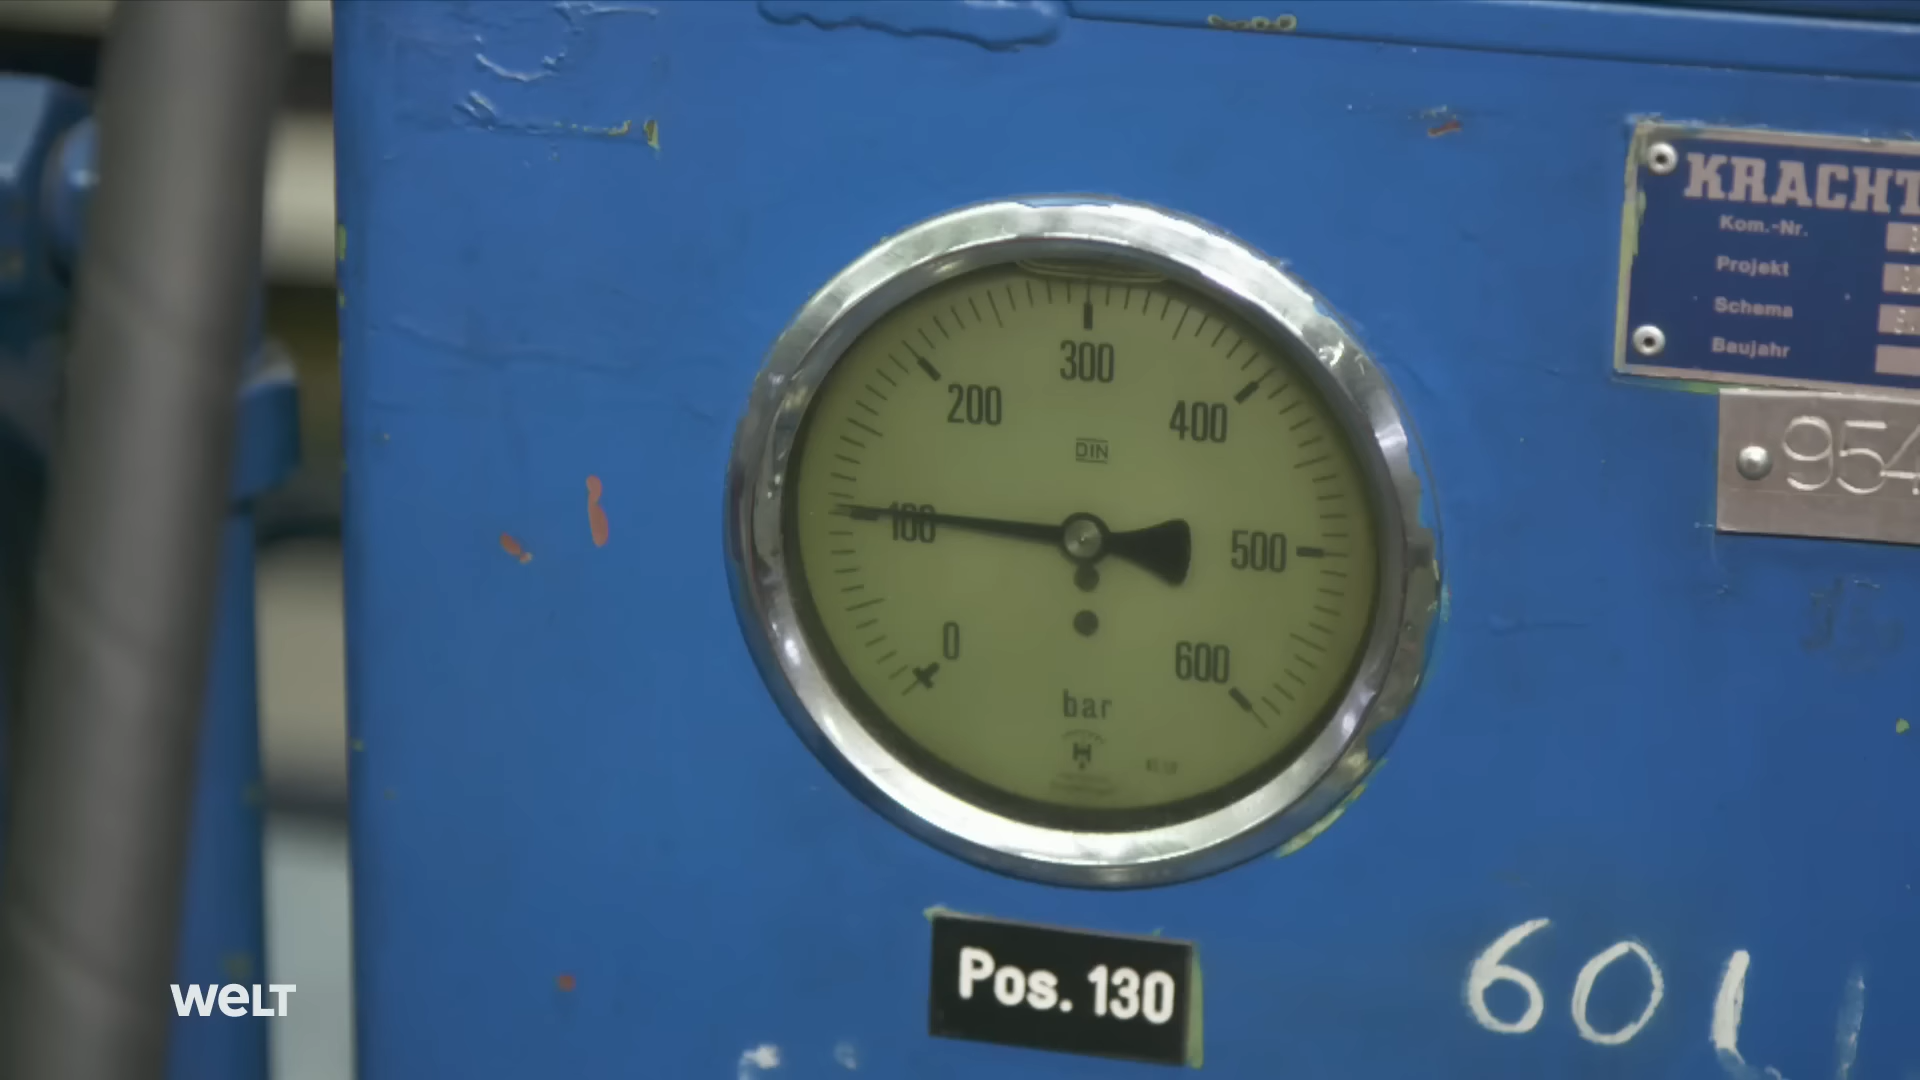 KRACHT
Kom.-Nr.
Projekt
Schema
Baujahr
954
300
200
400
DIN
100
500
0
600
bar
Pos. 130
601
WELT